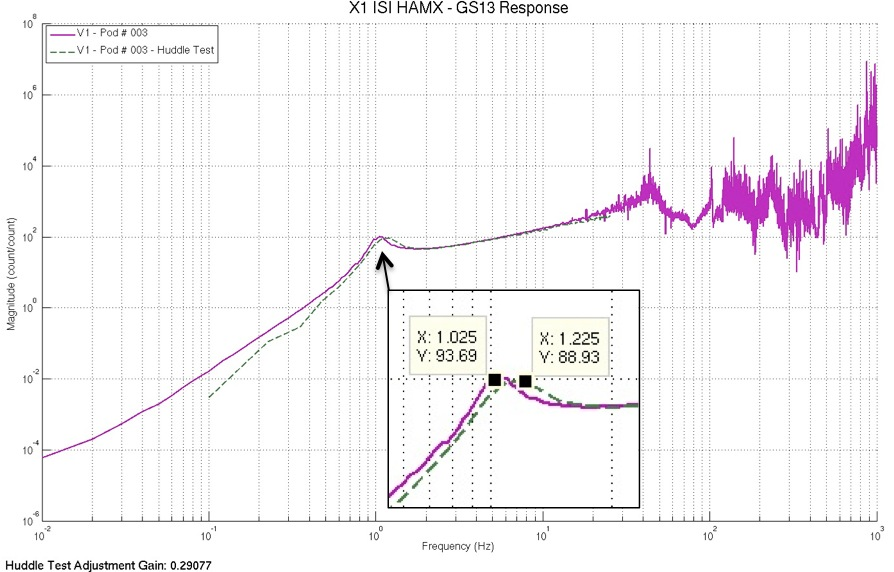 X1 ISI HAMX - GS13 Response
V1 - Pod # 003
V1 - Pod # 003 - Huddle Test
10^8
10^6
10^4
10^2
10^0
10^-2
10^-4
10^-6
Magnitude (count/count)
X: 1.025
Y: 93.69
X: 1.225
Y: 88.93
10^-2
10^-1
10^0
10^1
10^2
10^3
Frequency (Hz)
Huddle Test Adjustment Gain: 0.29077